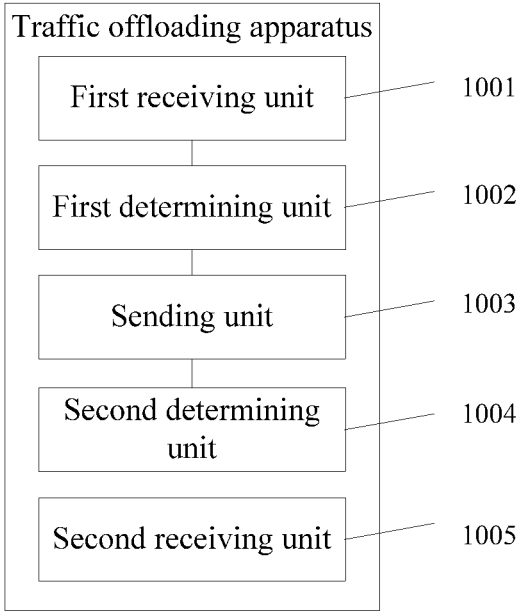 Traffic offloading apparatus
First receiving unit
1001
First determining unit
1002
Sending unit
1003
Second determining
unit
1004
Second receiving unit
1005